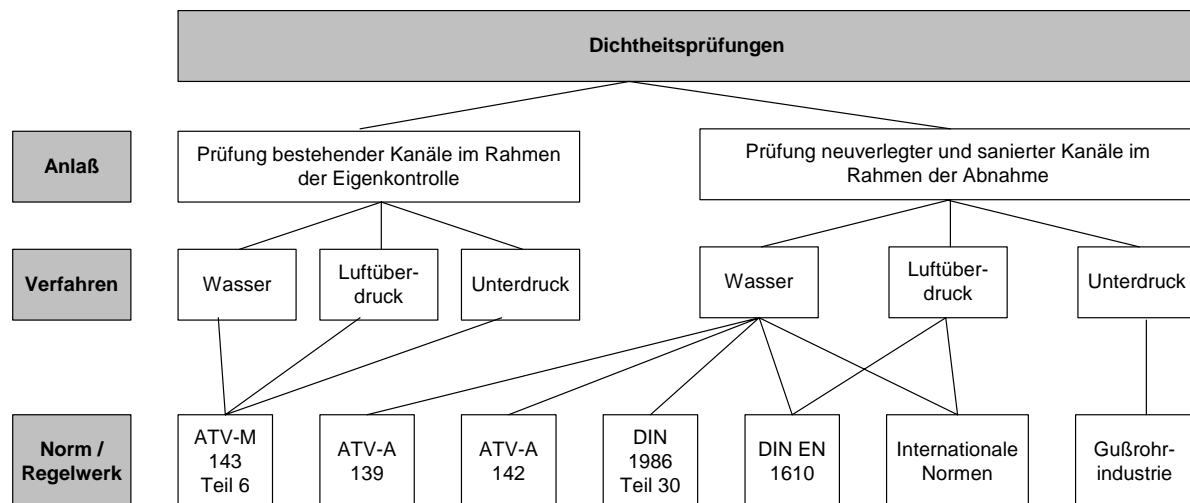 Dichtheitsprüfungen
Anlaß
Prüfung bestehender Kanäle im Rahmen
der Eigenkontrolle
Prüfung neuverlegter und sanierter Kanäle im
Rahmen der Abnahme
Verfahren
Wasser
Luftüber-
druck
Unterdruck
Wasser
Luftüber-
druck
Unterdruck
Norm /
Regelwerk
ATV-M
143
Teil 6
ATV-A
139
ATV-A
142
DIN
1986
Teil 30
DIN EN
1610
Internationale
Normen
Gußrohr-
industrie